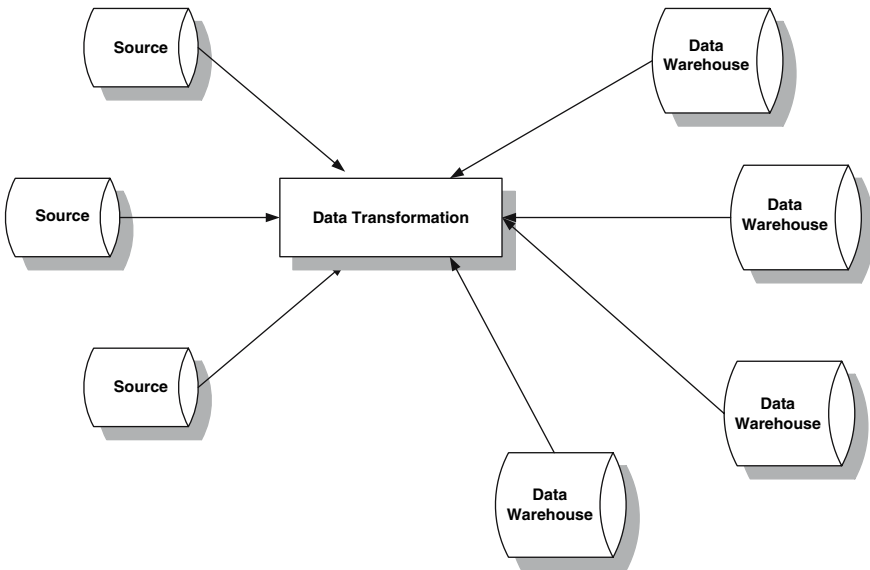 Source
Data
Warehouse
Source
Data Transformation
Data
Warehouse
Source
Data
Warehouse
Data
Warehouse